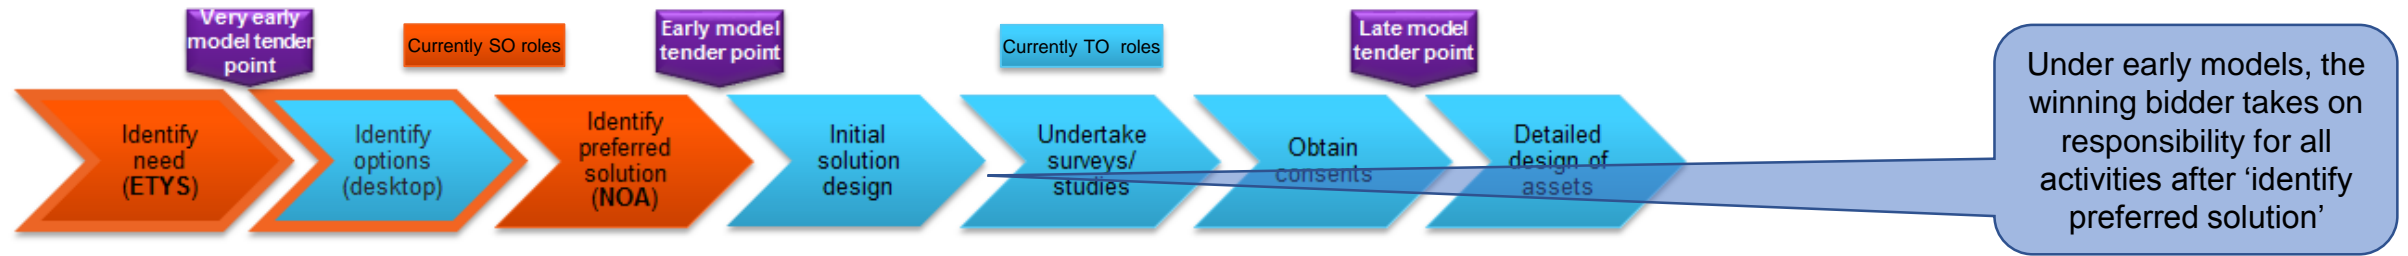 Very early
model tender
point
Currently SO roles
Early model
tender point
Currently TO roles
Late model
tender point
Identify
need
(ETYS)
Identify
options
(desktop)
Identify
preferred
solution
(NOA)
Initial
solution
design
Undertake
surveys/
studies
Obtain
consents
Detailed
design of
assets
Under early models, the
winning bidder takes on
responsibility for all
activities after ‘identify
preferred solution’